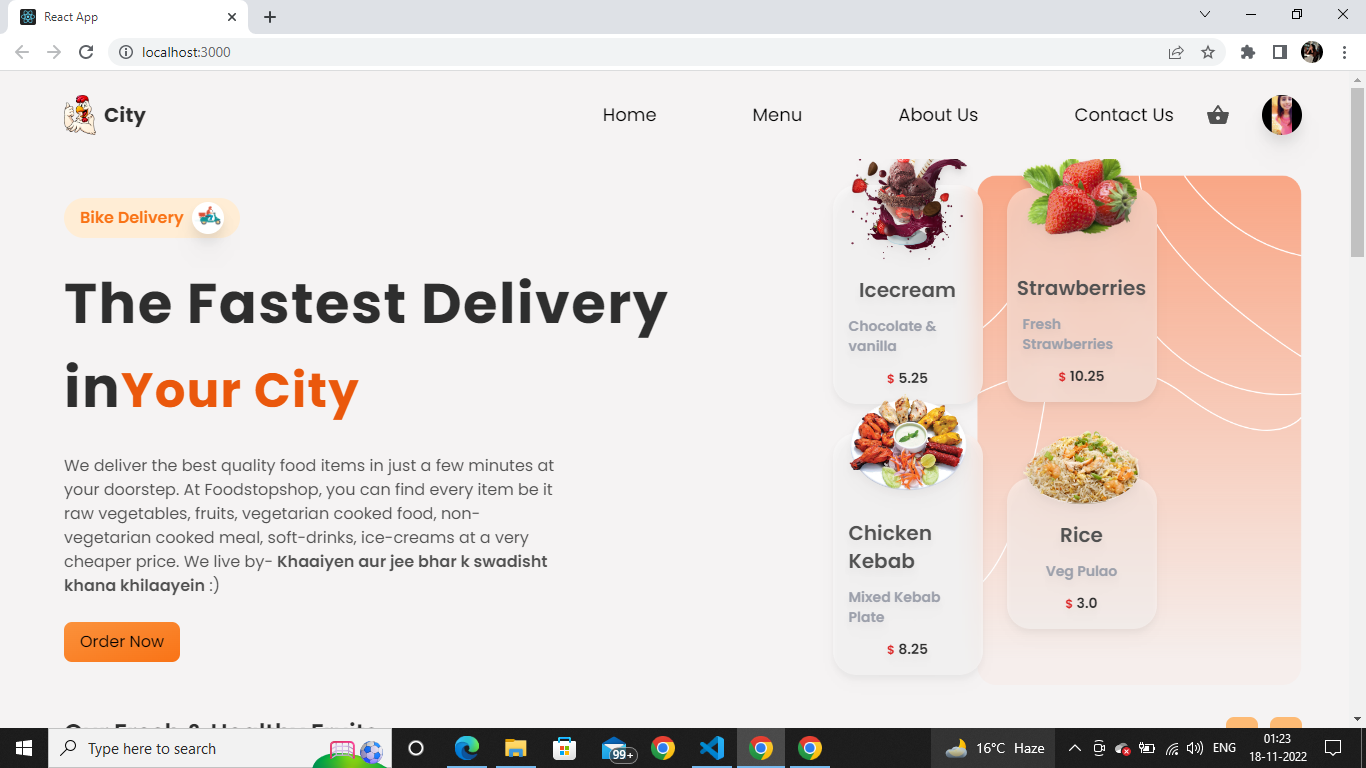 React App
localhost:3000
City
Home Menu About Us Contact Us
Bike Delivery
The Fastest Delivery
inYour City
We deliver the best quality food items in just a few minutes at
your doorstep. At Foodstopshop, you can find every item be it
raw vegetables, fruits, vegetarian cooked food, non-
vegetarian cooked meal, soft-drinks, ice-creams at a very
cheaper price. We live by- Khaaiyen aur jee bhar k swadisht
khana khilaayein :)
Order Now
Icecream
Chocolate &
vanilla
$ 5.25
Strawberries
Fresh
Strawberries
$ 10.25
Chicken
Kebab
Mixed Kebab
Plate
$ 8.25
Rice
Veg Pulao
$ 3.0
Our Fresh & Healthy Fruits
Type here to search
99+
16°C Haze
ENG
01:23
18-11-2022